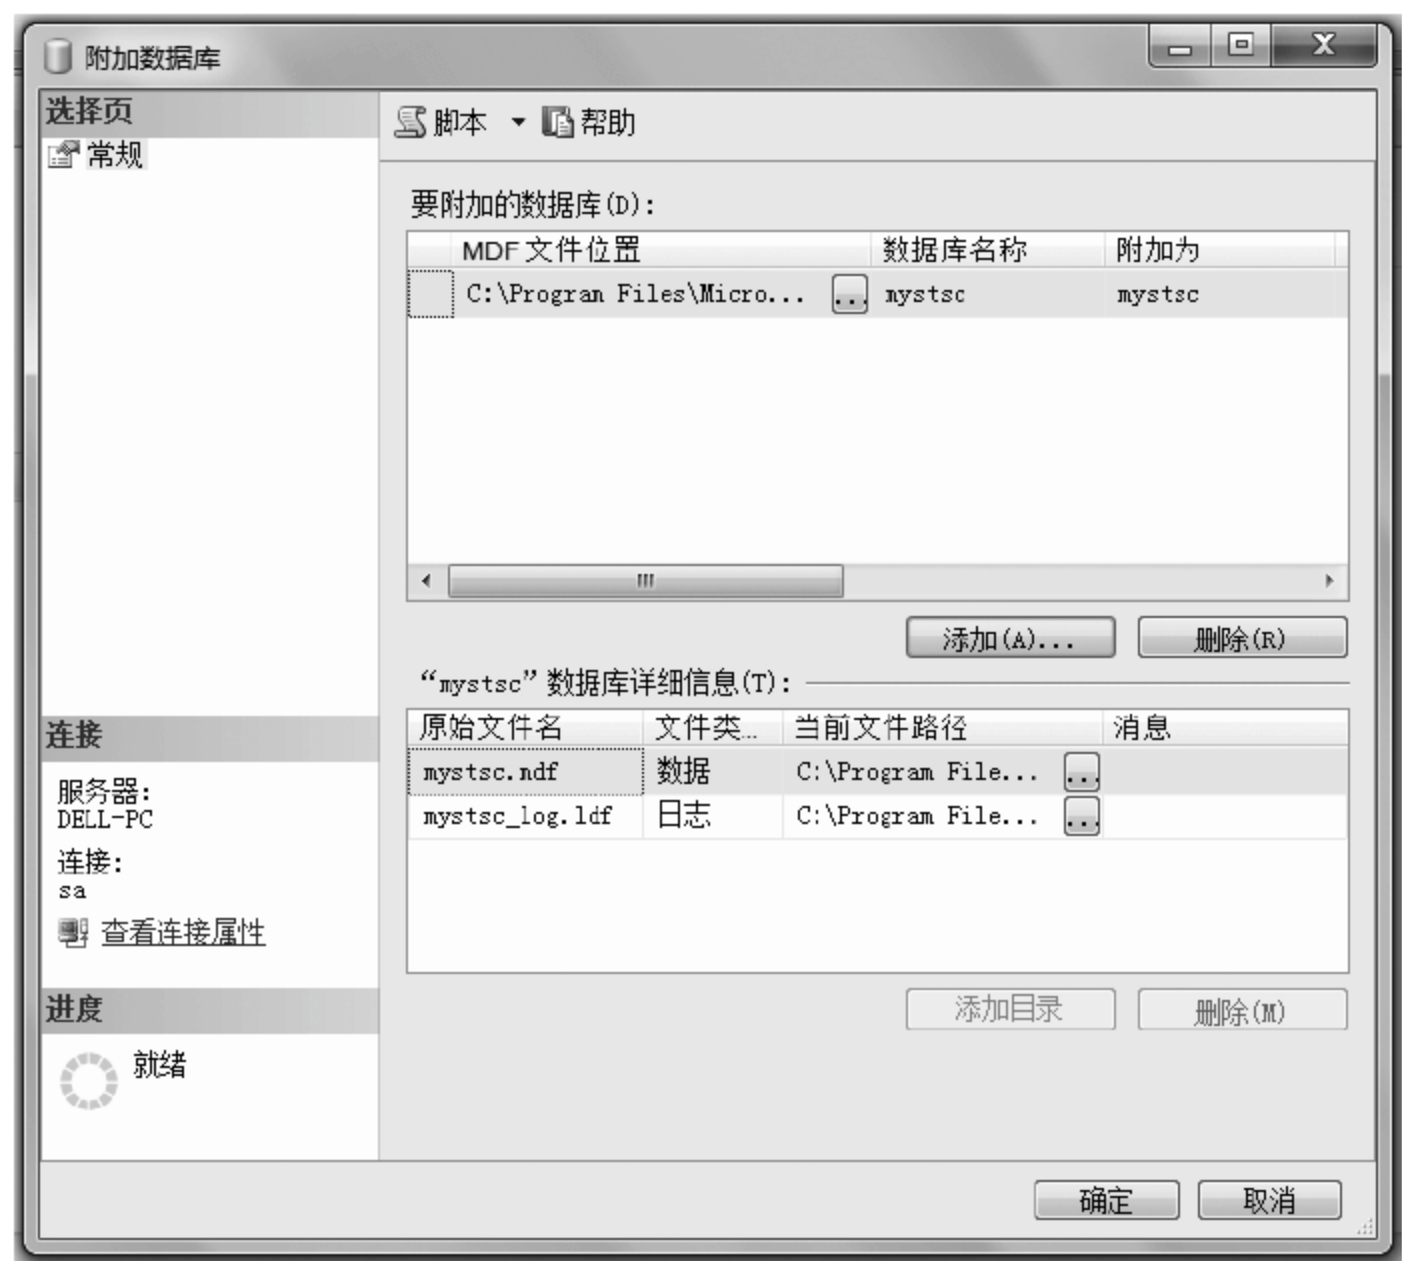 附加数据库
选择页
常规
脚本 帮助
要附加的数据库(D):
MDF 文件位置 数据库名称 附加为
C:\Program Files\Micro... ... mystsc mystsc
添加(A)... 删除(R)
“mystsc” 数据库详细信息(T):
原始文件名 文件类... 当前文件路径 消息
mystsc.mdf 数据 C:\Program File... ...
mystsc_log.ldf 日志 C:\Program File... ...
添加目录 删除(M)
连接
服务器:
DELL-PC
连接:
sa
查看连接属性
进度
就绪
确定 取消